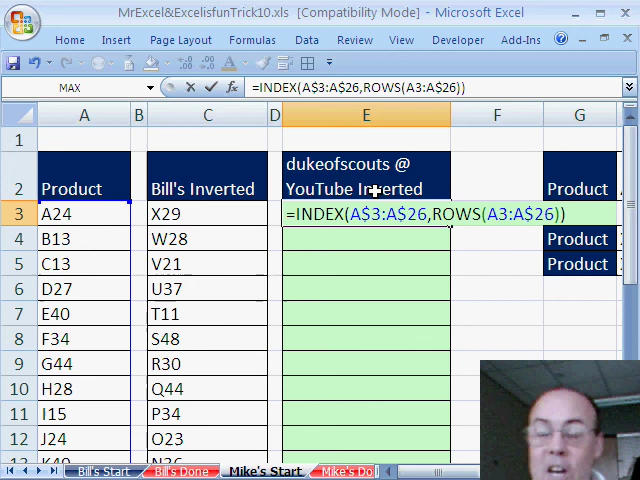 MrExcel&ExcelisfunTrick10.xls [Compatibility Mode] - Microsoft Excel
Home Insert Page Layout Formulas Data Review View Developer Add-Ins
MAX =INDEX(A$3:A$26,ROWS(A3:A$26))
A B C D E F G
1
dukeofscouts @
2 Product Bill's Inverted YouTube Inverted Product
3 A24 X29 =INDEX(A$3:A$26,ROWS(A3:A$26))
4 B13 W28 Product
5 C13 V21 Product
6 D27 U37
7 E40 T11
8 F34 S48
9 G44 R30
10 H28 Q44
11 I15 P34
12 J24 O23
Bill's Start Bill's Done Mike's Start Mike's Do